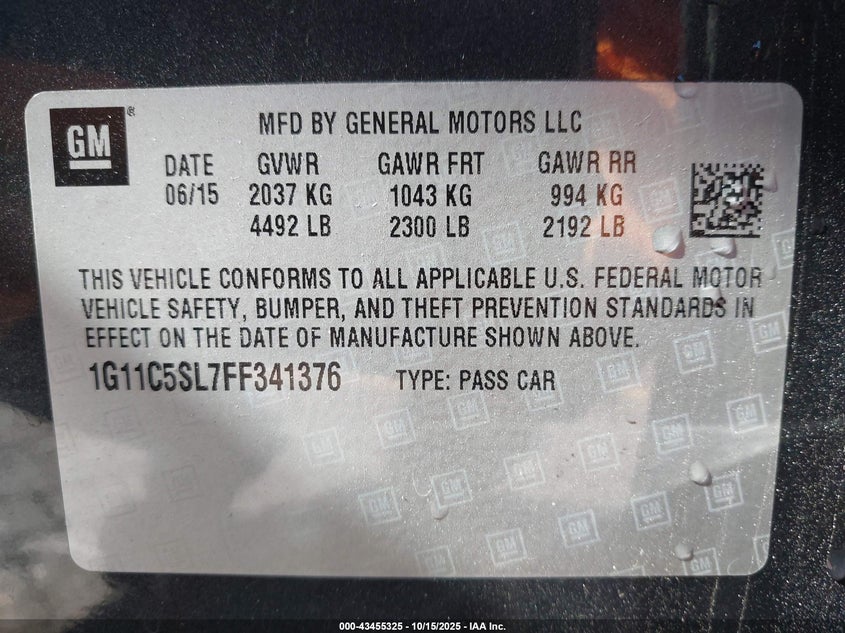 GM
®
MFD BY GENERAL MOTORS LLC
DATE GVWR GAWR FRT GAWR RR
06/15 2037 KG 1043 KG 994 KG
4492 LB 2300 LB 2192 LB
THIS VEHICLE CONFORMS TO ALL APPLICABLE U.S. FEDERAL MOTOR
VEHICLE SAFETY, BUMPER, AND THEFT PREVENTION STANDARDS IN
EFFECT ON THE DATE OF MANUFACTURE SHOWN ABOVE.
1G11C5SL7FF341376 TYPE: PASS CAR
000-43455325 - 10/15/2025 - IAA Inc.